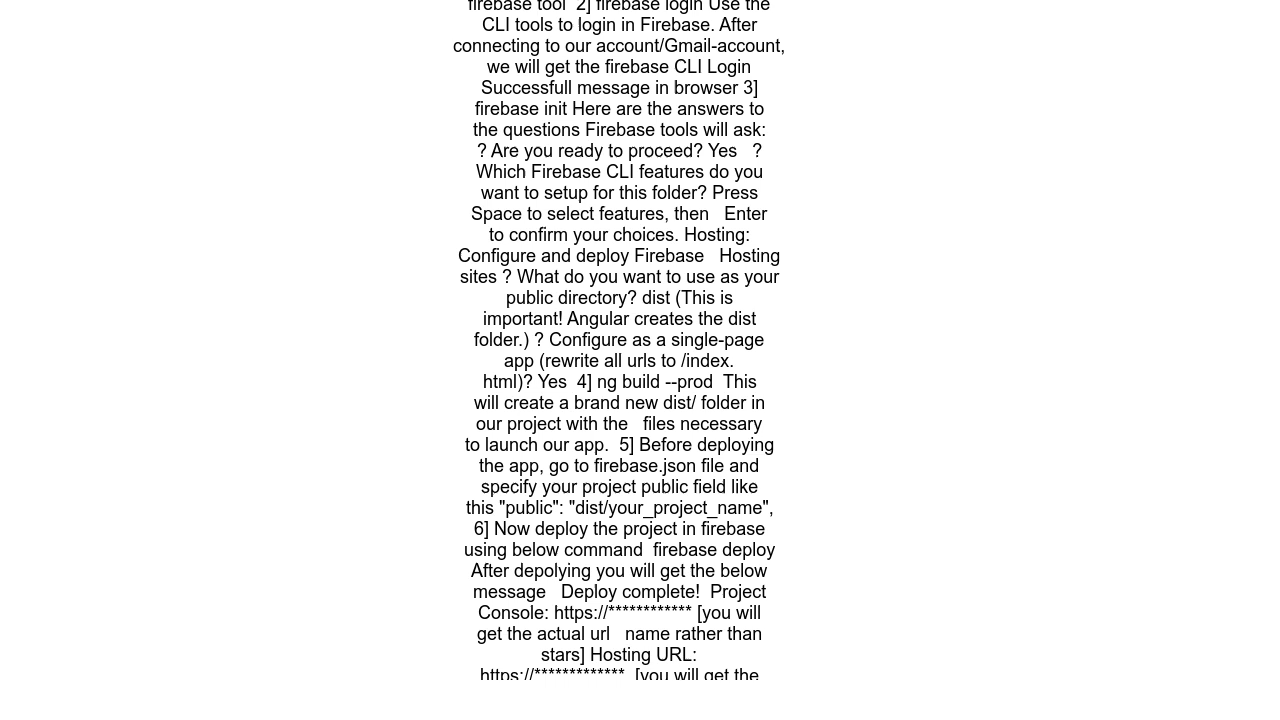 firebase tool  2] firebase login Use the
CLI tools to login in Firebase. After
connecting to our account/Gmail-account,
we will get the firebase CLI Login
Successfull message in browser 3]
firebase init Here are the answers to
the questions Firebase tools will ask:
? Are you ready to proceed? Yes   ?
Which Firebase CLI features do you
want to setup for this folder? Press
Space to select features, then   Enter
to confirm your choices. Hosting:
Configure and deploy Firebase   Hosting
sites ? What do you want to use as your
public directory? dist (This is
important! Angular creates the dist
folder.) ? Configure as a single-page
app (rewrite all urls to /index.
html)? Yes  4] ng build --prod  This
will create a brand new dist/ folder in
our project with the   files necessary
to launch our app.  5] Before deploying
the app, go to firebase.json file and
specify your project public field like
this "public": "dist/your_project_name",
6] Now deploy the project in firebase
using below command  firebase deploy
After depolying you will get the below
message   Deploy complete!  Project
Console: https://************ [you will
get the actual url   name rather than
stars] Hosting URL:
https://*************  [you will get the